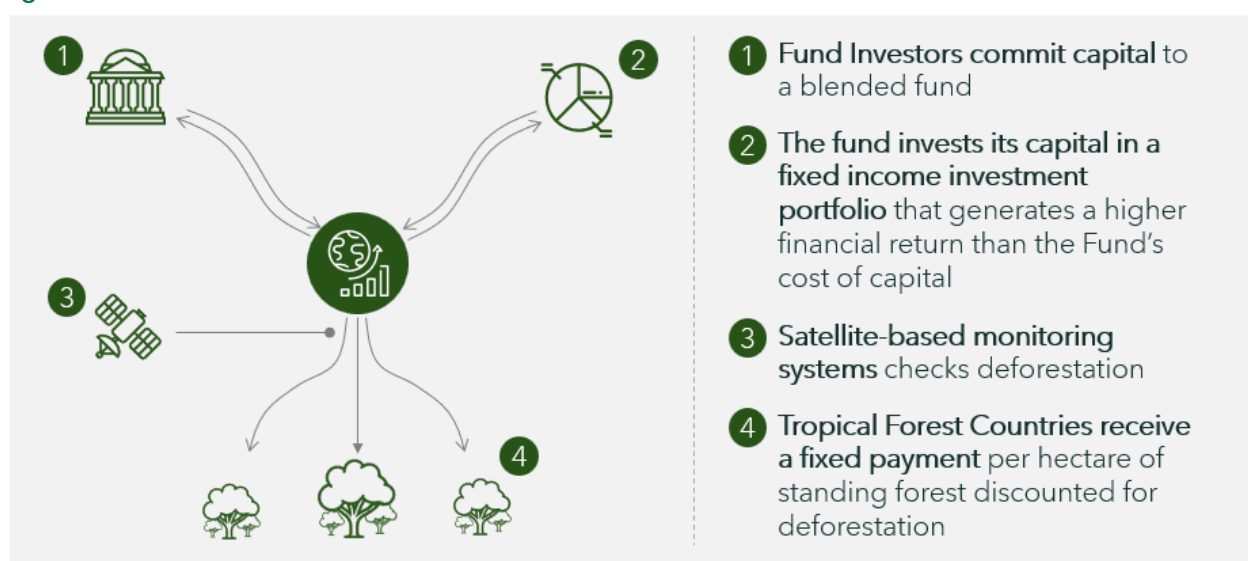 1
2
3
4
1 Fund Investors commit capital to
a blended fund
2 The fund invests its capital in a
fixed income investment
portfolio that generates a higher
financial return than the Fund’s
cost of capital
3 Satellite-based monitoring
systems checks deforestation
4 Tropical Forest Countries receive
a fixed payment per hectare of
standing forest discounted for
deforestation